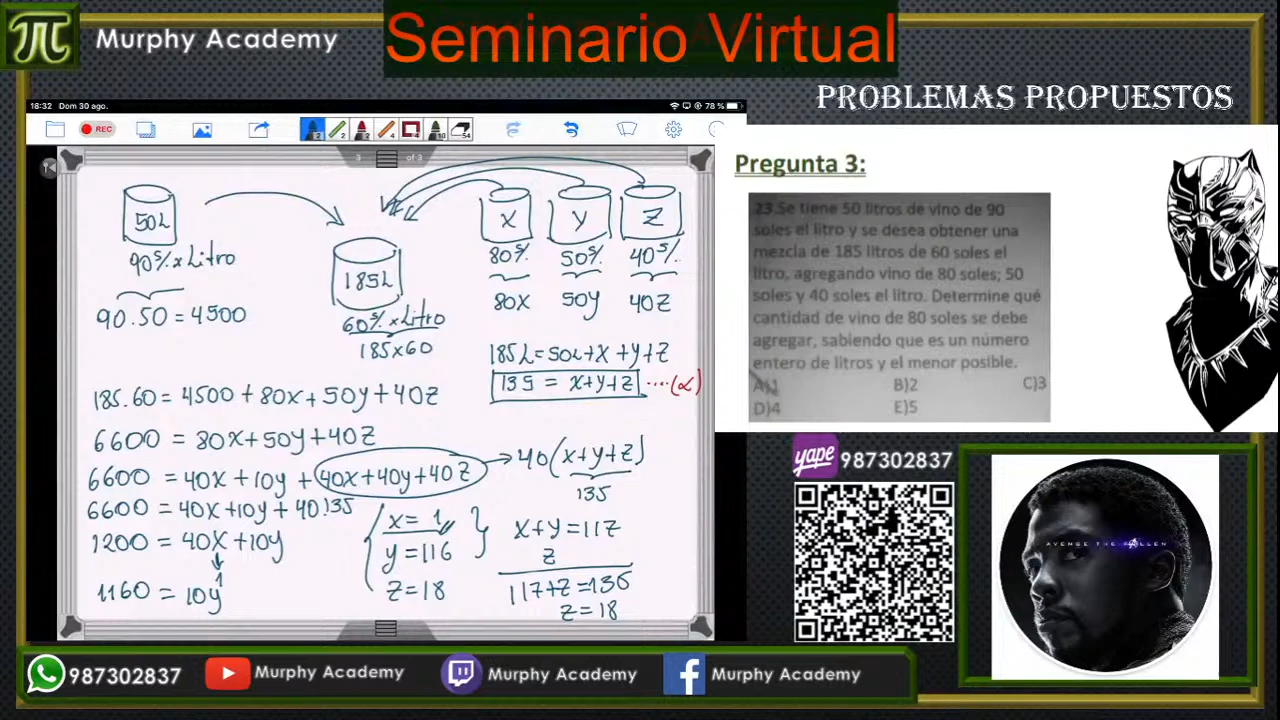 Murphy Academy
Seminario Virtual
PROBLEMAS PROPUESTOS
18:32 Dom 30 ago.
78 %
REC
3 of 3
50L
90 S/. x Litro
90.50 = 4500
185L
60 S/. x Litro
185x60
X Y Z
80 S/. 50 S/. 40 S/.
80X 50Y 40Z
185L = 50L+X+Y+Z
135 = X+Y+Z ....(α)
185.60 = 4500 + 80X + 50Y + 40Z
6600 = 80X+50Y+40Z
6600 = 40X + 10Y + 40X+40Y+40Z
40(X+Y+Z)
135
6600 = 40X+10Y + 40.135
1200 = 40X +10Y
1
1160 = 10Y
X = 1
Y = 116
Z = 18
X+Y = 117
Z
117+Z = 135
Z = 18
Pregunta 3:
23.Se tiene 50 litros de vino de 90
soles el litro y se desea obtener una
mezcla de 185 litros de 60 soles el
litro, agregando vino de 80 soles; 50
soles y 40 soles el litro. Determine qué
cantidad de vino de 80 soles se debe
agregar, sabiendo que es un número
entero de litros y el menor posible.
A)1 B)2 C)3
D)4 E)5
yape 987302837
AVENGE THE FALLEN
987302837 Murphy Academy Murphy Academy Murphy Academy